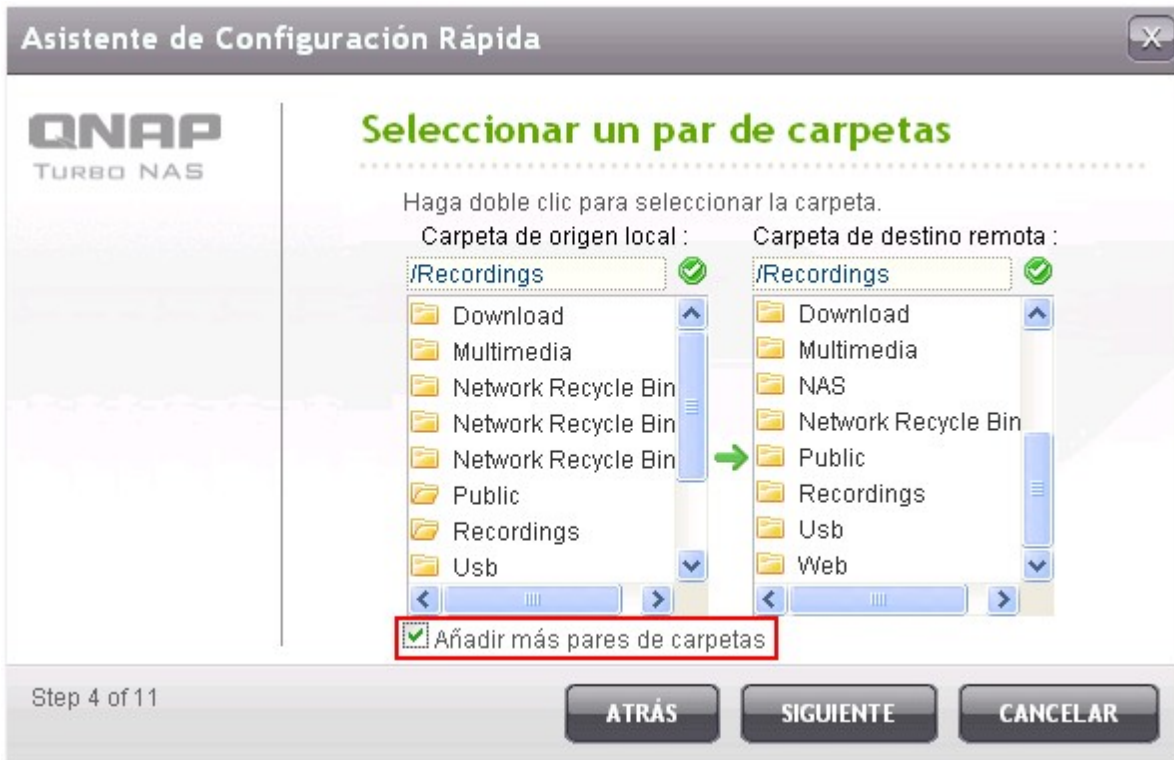 Asistente de Configuración Rápida
X
QNAP
TURBO NAS
Seleccionar un par de carpetas
Haga doble clic para seleccionar la carpeta.
Carpeta de origen local :
/Recordings
Download
Multimedia
Network Recycle Bin
Network Recycle Bin
Network Recycle Bin
Public
Recordings
Usb
Carpeta de destino remota :
/Recordings
Download
Multimedia
NAS
Network Recycle Bin
Public
Recordings
Usb
Web
Añadir más pares de carpetas
Step 4 of 11
ATRÁS
SIGUIENTE
CANCELAR